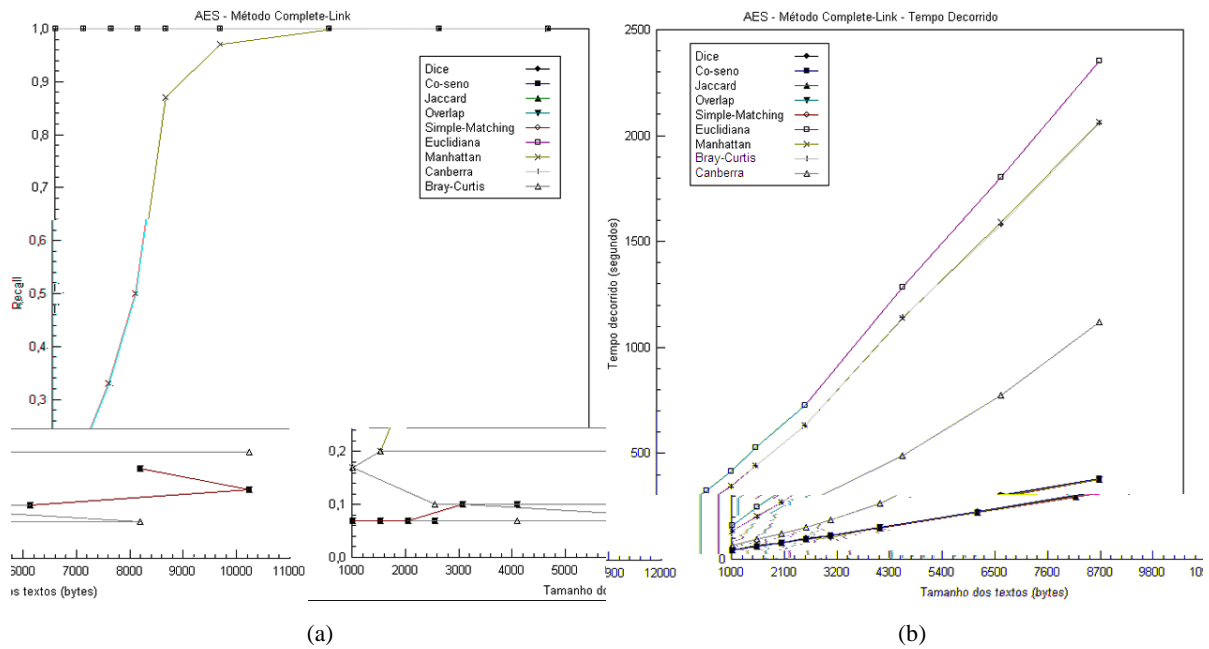 AES - Método Complete-Link
1,0
0,9
0,8
0,7
0,6
0,5
0,4
0,3
Recall
Dice
Co-seno
Jaccard
Overlap
Simple-Matching
Euclidiana
Manhattan
Canberra
Bray-Curtis
0,2
0,1
0,0
7000 8000 9000 10000 11000
1000 2000 3000 4000 5000
os textos (bytes)
Tamanho do
(a)
AES - Método Complete-Link - Tempo Decorrido
2500
2000
1500
1000
500
Tempo decorrido (segundos)
Dice
Co-seno
Jaccard
Overlap
Simple-Matching
Euclidiana
Manhattan
Bray-Curtis
Canberra
900 12000
1000 2100 3200 4300 5400 6500 7600 8700
Tamanho dos textos (bytes)
(b)